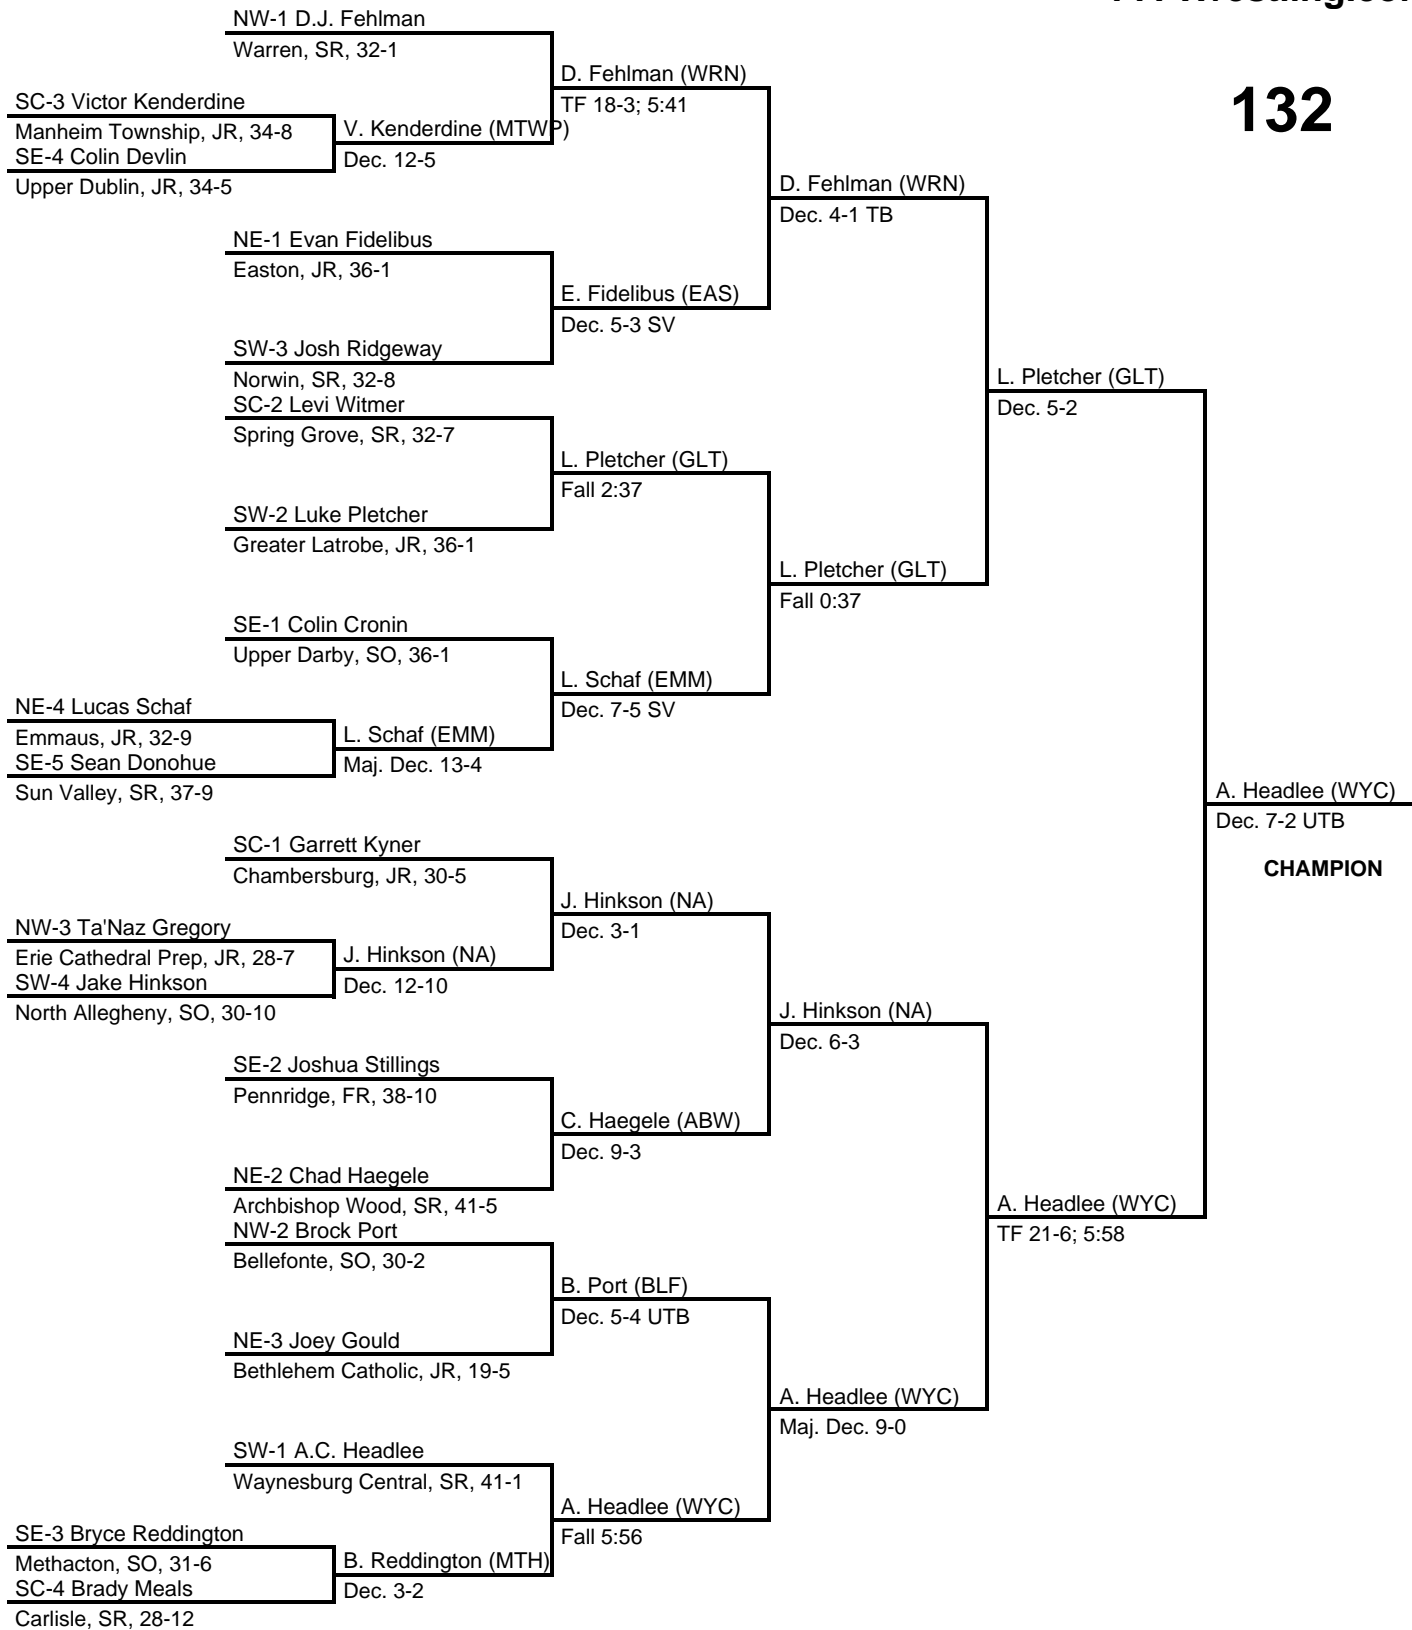 NW-1 D.J. Fehlman
Warren, SR, 32-1
D. Fehlman (WRN)
TF 18-3; 5:41
132
SC-3 Victor Kenderdine
Manheim Township, JR, 34-8
V. Kenderdine (MTWP)
Dec. 12-5
SE-4 Colin Devlin
Upper Dublin, JR, 34-5
D. Fehlman (WRN)
Dec. 4-1 TB
NE-1 Evan Fidelibus
Easton, JR, 36-1
E. Fidelibus (EAS)
Dec. 5-3 SV
SW-3 Josh Ridgeway
Norwin, SR, 32-8
L. Pletcher (GLT)
Dec. 5-2
SC-2 Levi Witmer
Spring Grove, SR, 32-7
L. Pletcher (GLT)
Fall 2:37
SW-2 Luke Pletcher
Greater Latrobe, JR, 36-1
L. Pletcher (GLT)
Fall 0:37
SE-1 Colin Cronin
Upper Darby, SO, 36-1
L. Schaf (EMM)
Dec. 7-5 SV
NE-4 Lucas Schaf
Emmaus, JR, 32-9
L. Schaf (EMM)
Maj. Dec. 13-4
SE-5 Sean Donohue
Sun Valley, SR, 37-9
A. Headlee (WYC)
Dec. 7-2 UTB
CHAMPION
SC-1 Garrett Kyner
Chambersburg, JR, 30-5
J. Hinkson (NA)
Dec. 3-1
NW-3 Ta'Naz Gregory
Erie Cathedral Prep, JR, 28-7
J. Hinkson (NA)
Dec. 12-10
SW-4 Jake Hinkson
North Allegheny, SO, 30-10
J. Hinkson (NA)
Dec. 6-3
SE-2 Joshua Stillings
Pennridge, FR, 38-10
C. Haegele (ABW)
Dec. 9-3
NE-2 Chad Haegele
Archbishop Wood, SR, 41-5
A. Headlee (WYC)
TF 21-6; 5:58
NW-2 Brock Port
Bellefonte, SO, 30-2
B. Port (BLF)
Dec. 5-4 UTB
NE-3 Joey Gould
Bethlehem Catholic, JR, 19-5
A. Headlee (WYC)
Maj. Dec. 9-0
SW-1 A.C. Headlee
Waynesburg Central, SR, 41-1
A. Headlee (WYC)
Fall 5:56
SE-3 Bryce Reddington
Methacton, SO, 31-6
B. Reddington (MTH)
Dec. 3-2
SC-4 Brady Meals
Carlisle, SR, 28-12